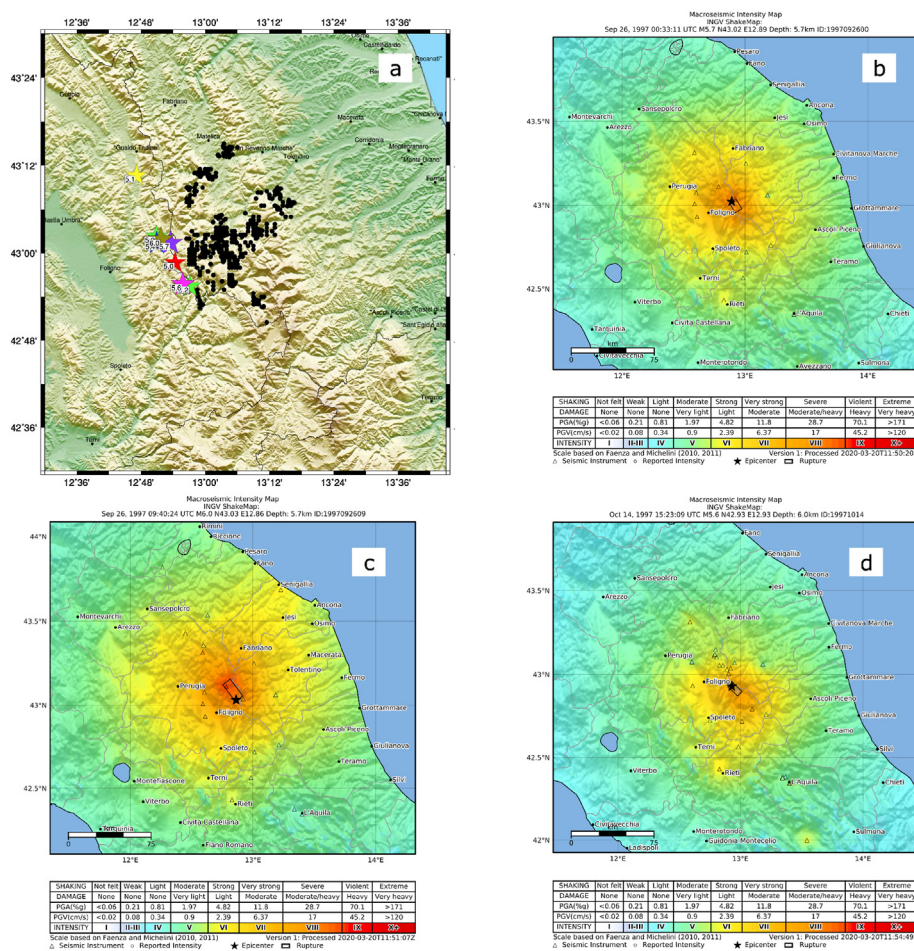 12°36' 12°48' 13°00' 13°12' 13°24' 13°36'
a
43°24'
43°12'
43°00'
42°48'
42°36'
Fabriano
Matelica
Tolentino
Foligno
Spoleto
Terni
5.1
5.6
12°36' 12°48' 13°00' 13°12' 13°24' 13°36'
Macroseismic Intensity Map
INGV ShakeMap:
Sep 26, 1997 00:33:11 UTC M5.7 N43.02 E12.89 Depth: 5.7km ID:1997092600
b
Pesaro
Fano
Senigallia
Sansepolcro
Ancona
Montevarchi
Jesi
Osimo
43.5°N
Arezzo
Fabriano
Civitanova Marche
Perugia
Fermo
43°N
Foligno
Grottammare
Ascoli Piceno
Spoleto
Giulianova
Teramo
Terni
42.5°N
Viterbo
Rieti
L'Aquila
Chieti
Tarquinia
Civita Castellana
km
0 75
Civitavecchia
Monterotondo
Avezzano
Sulmona
12°E 13°E 14°E
SHAKING Not felt Weak Light Moderate Strong Very strong Severe Violent Extreme
DAMAGE None None None Very light Light Moderate Moderate/heavy Heavy Very heavy
PGA(%g) <0.06 0.21 0.81 1.97 4.82 11.8 28.7 70.1 >171
PGV(cm/s) <0.02 0.08 0.34 0.9 2.39 6.37 17 45.2 >120
INTENSITY I II-III IV V VI VII VIII IX X+
Scale based on Faenza and Michelini (2010, 2011) Version 1: Processed 2020-03-20T11:50:20
Seismic Instrument Reported Intensity Epicenter Rupture
Macroseismic Intensity Map
INGV ShakeMap:
Sep 26, 1997 09:40:24 UTC M6.0 N43.03 E12.86 Depth: 5.7km ID:1997092609
c
44°N
Rimini
Riccione
Pesaro
Fano
Senigallia
Sansepolcro
Ancona
Montevarchi
Jesi
43.5°N
Arezzo
Osimo
Fabriano
Macerata
Tolentino
Perugia
Fermo
43°N
Foligno
Grottammare
Ascoli Piceno
Spoleto
Giulianova
Teramo
Montefiascone
Terni
Silvi
42.5°N
Viterbo
Rieti
L'Aquila
Civita Castellana
Tarquinia
0 75
Fiano Romano
12°E 13°E 14°E
SHAKING Not felt Weak Light Moderate Strong Very strong Severe Violent Extreme
DAMAGE None None None Very light Light Moderate Moderate/heavy Heavy Very heavy
PGA(%g) <0.06 0.21 0.81 1.97 4.82 11.8 28.7 70.1 >171
PGV(cm/s) <0.02 0.08 0.34 0.9 2.39 6.37 17 45.2 >120
INTENSITY I II-III IV V VI VII VIII IX X+
Scale based on Faenza and Michelini (2010, 2011) Version 1: Processed 2020-03-20T11:51:07Z
Seismic Instrument Reported Intensity Epicenter Rupture
Macroseismic Intensity Map
INGV ShakeMap:
Oct 14, 1997 15:23:09 UTC M5.6 N42.93 E12.93 Depth: 6.0km ID:19971014
d
Fano
Senigallia
Sansepolcro
Ancona
Jesi
Osimo
Arezzo
43.5°N
Fabriano
Civitanova Marche
Perugia
Fermo
43°N
Foligno
Grottammare
Ascoli Piceno
Spoleto
Giulianova
Teramo
Terni
Silvi
42.5°N
Viterbo
Rieti
L'Aquila
Chieti
Civitavecchia
km
0 75
Monterotondo
Sulmona
42°N
Guidonia Montecelio
Ladispoli
12°E 13°E 14°E
SHAKING Not felt Weak Light Moderate Strong Very strong Severe Violent Extreme
DAMAGE None None None Very light Light Moderate Moderate/heavy Heavy Very heavy
PGA(%g) <0.06 0.21 0.81 1.97 4.82 11.8 28.7 70.1 >171
PGV(cm/s) <0.02 0.08 0.34 0.9 2.39 6.37 17 45.2 >120
INTENSITY I II-III IV V VI VII VIII IX X+
Scale based on Faenza and Michelini (2010, 2011) Version 1: Processed 2020-03-20T11:54:49
Seismic Instrument Reported Intensity Epicenter Rupture